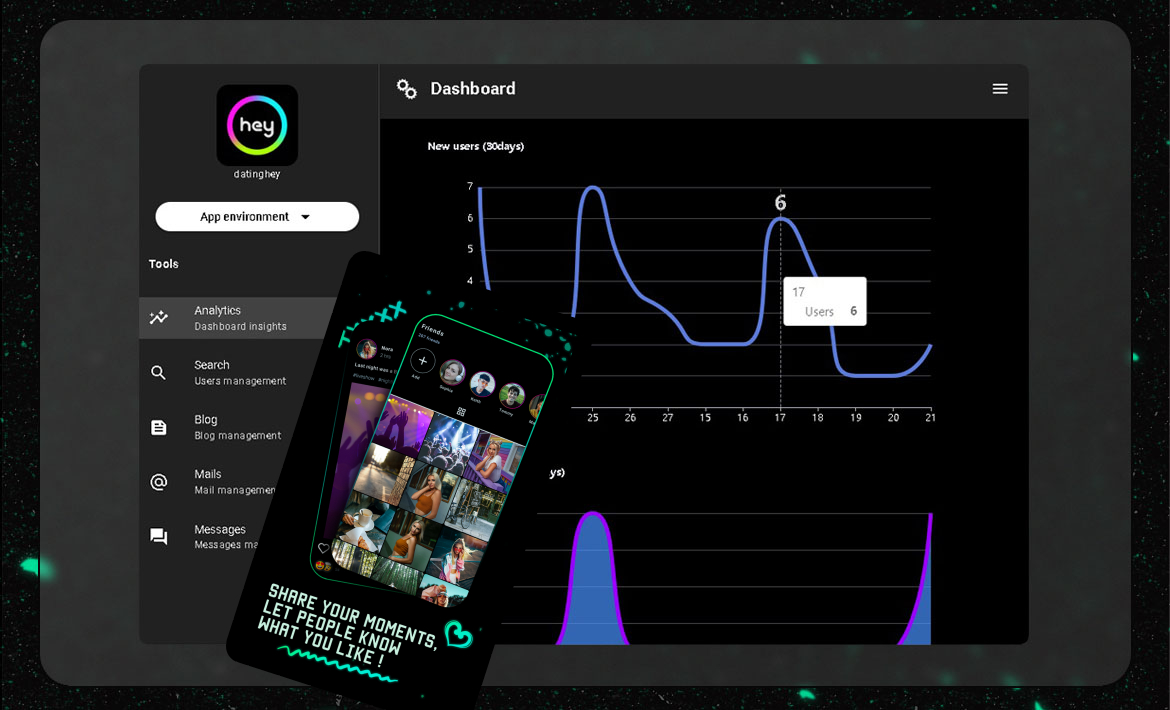 hey
datinghey
App environment
Tools
Analytics
Dashboard insights
Search
Users management
Blog
Blog management
Mails
Mail managemen
Messages
Messages ma
Dashboard
New users (30days)
7
6
5
4
6
17
Users 6
25 26 27 15 16 17 18 19 20 21
ys)
Friends
Nora
Last night was a
Add
Sophie
Tommy
SHARE YOUR MOMENTS,
LET PEOPLE KNOW
WHAT YOU LIKE !